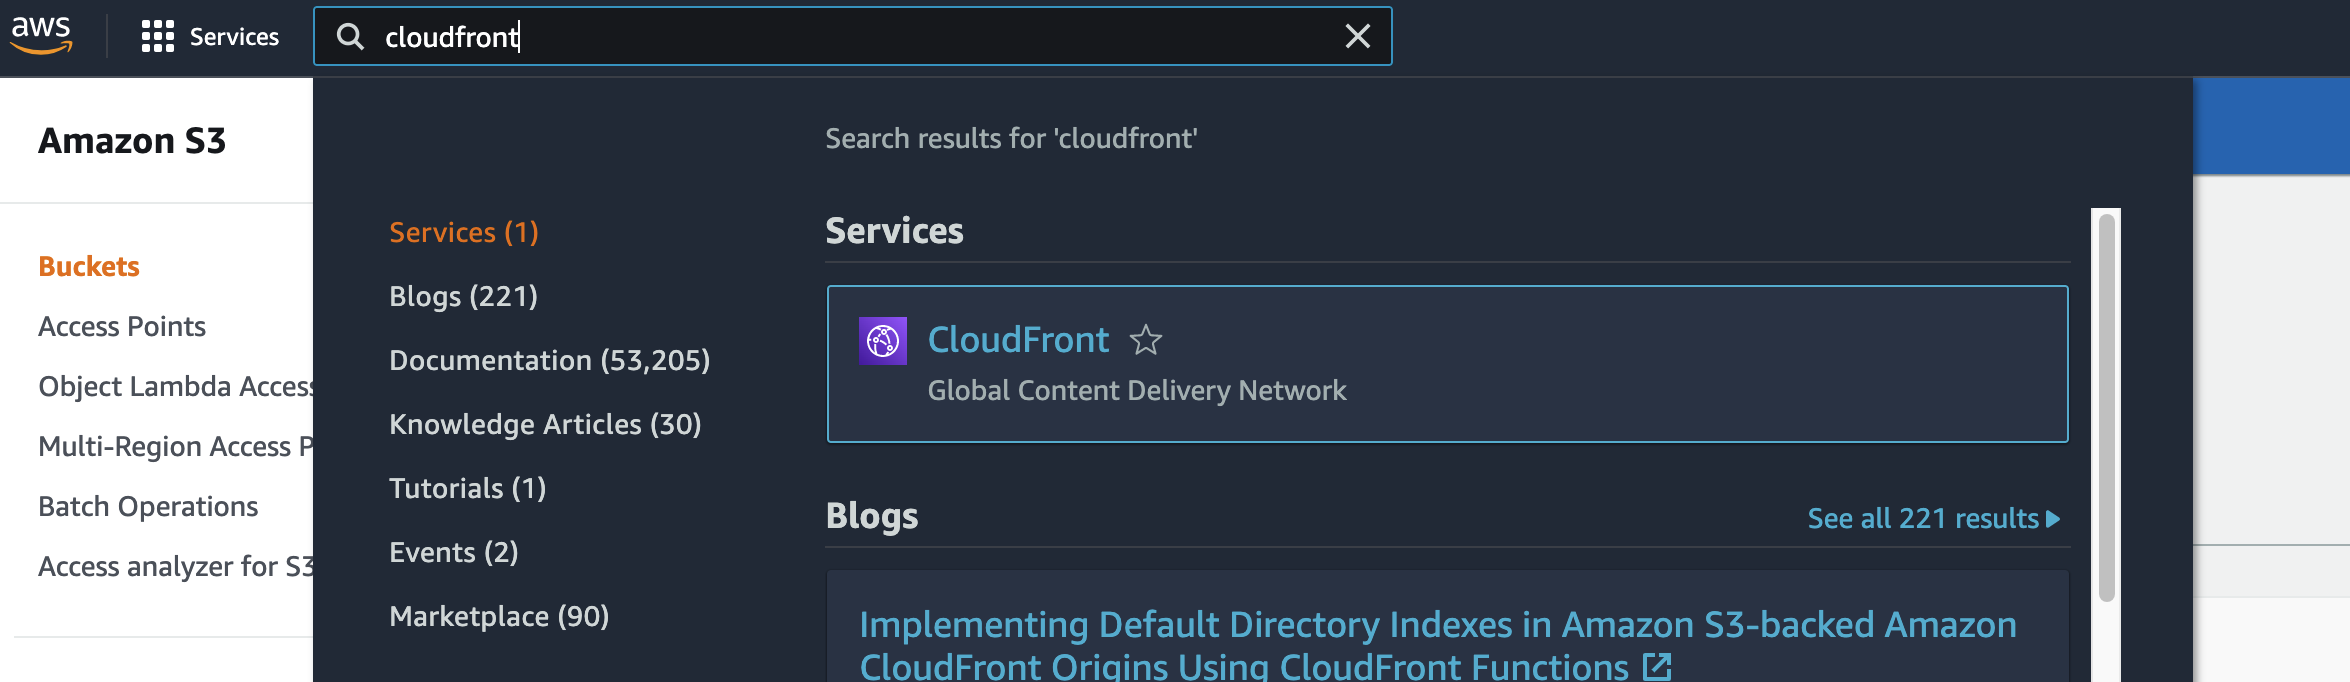 aws
Services
cloudfront
Amazon S3
Buckets
Access Points
Object Lambda Access
Multi-Region Access P
Batch Operations
Access analyzer for S3
Search results for 'cloudfront'
Services (1)
Blogs (221)
Documentation (53,205)
Knowledge Articles (30)
Tutorials (1)
Events (2)
Marketplace (90)
Services
CloudFront
Global Content Delivery Network
Blogs
See all 221 results
Implementing Default Directory Indexes in Amazon S3-backed Amazon
CloudFront Origins Using CloudFront Functions